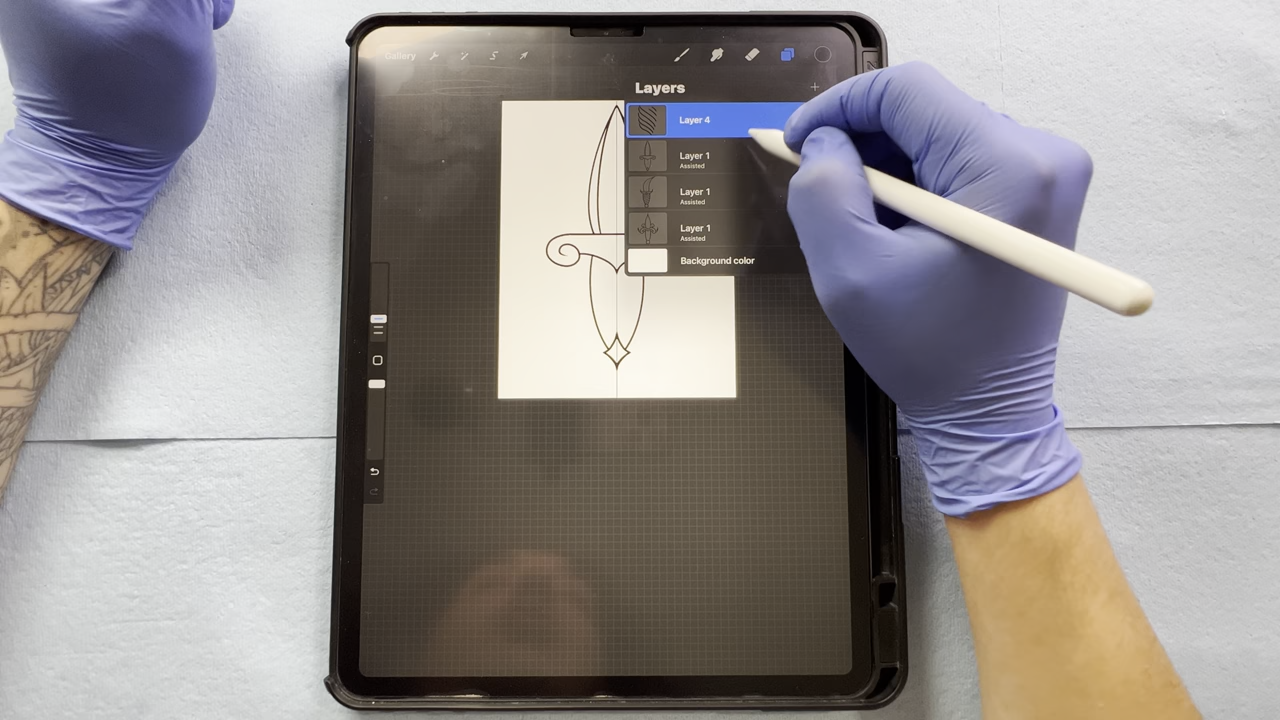 Gallery
Layers
Layer 4
Layer 1
Assisted
Layer 1
Assisted
Layer 1
Assisted
Background color